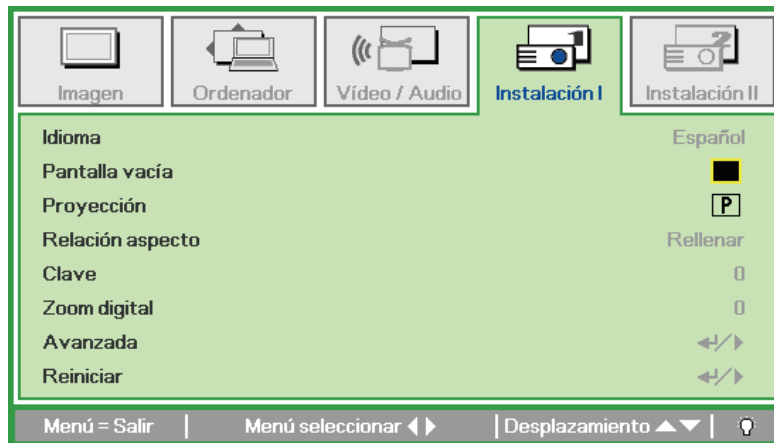 Imagen Ordenador Vídeo / Audio Instalación I Instalación II
Idioma Español
Pantalla vacía
Proyección P
Relación aspecto Rellenar
Clave 0
Zoom digital 0
Avanzada ↵/▶
Reiniciar ↵/▶
Menú = Salir | Menú seleccionar ◀▶ | Desplazamiento ▲▼ |